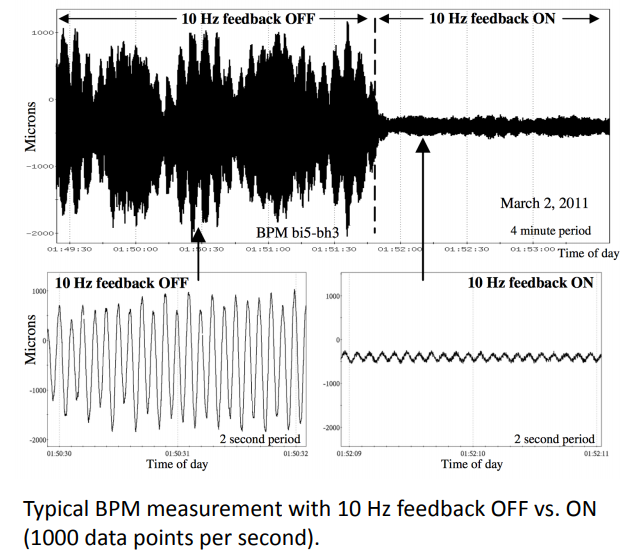 10 Hz feedback OFF
10 Hz feedback ON
1000
0
-1000
-2000
Microns
March 2, 2011
BPM bi5-bh3
4 minute period
01:49:30 01:50:00 01:50:30 01:51:00 01:51:30 01:52:00 01:52:30 01:53:00 Time of day
10 Hz feedback OFF
1000
0
-1000
-2000
Microns
2 second period
01:50:30 01:50:31 01:50:32
Time of day
10 Hz feedback ON
1000
0
-1000
-2000
2 second period
01:52:09 01:52:10 01:52:11
Time of day
Typical BPM measurement with 10 Hz feedback OFF vs. ON
(1000 data points per second).